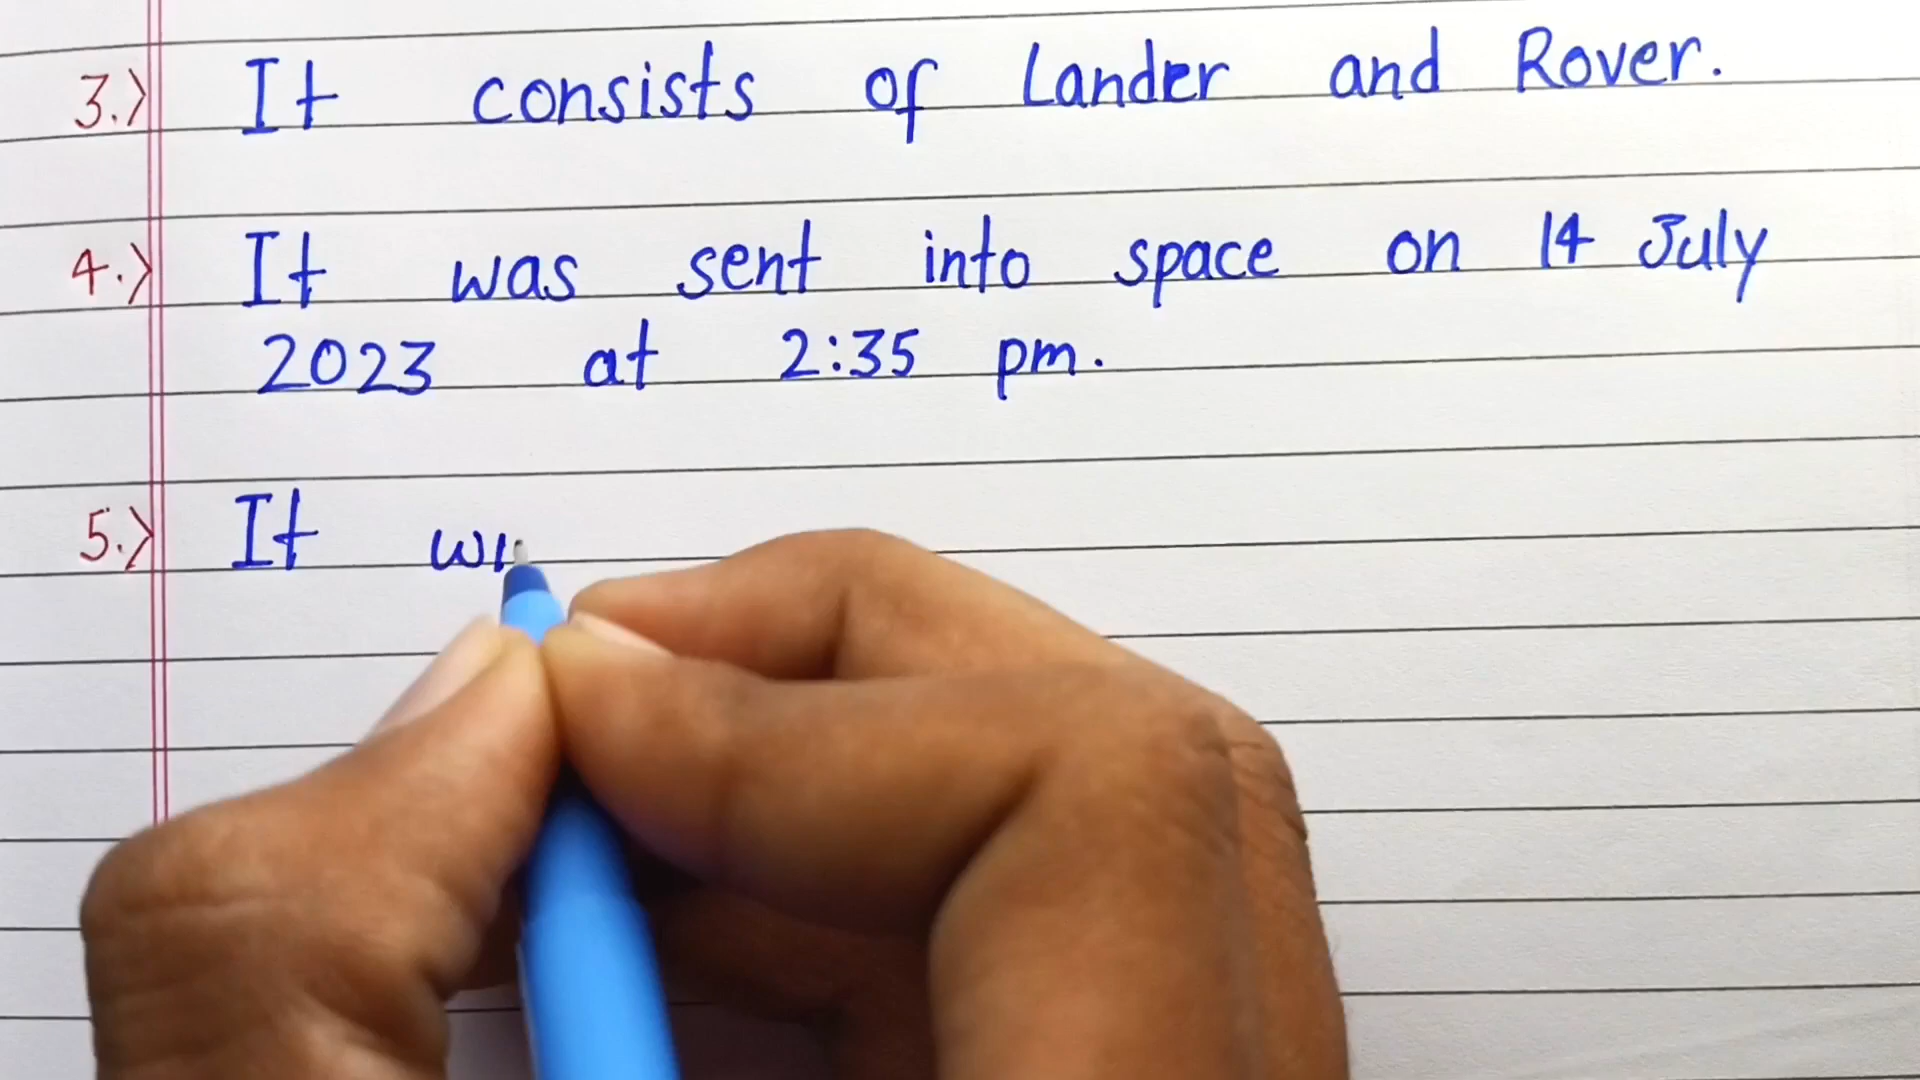 3.) It consists of Lander and Rover.
4.) It was sent into space on 14 July
2023 at 2:35 pm.
5.) It